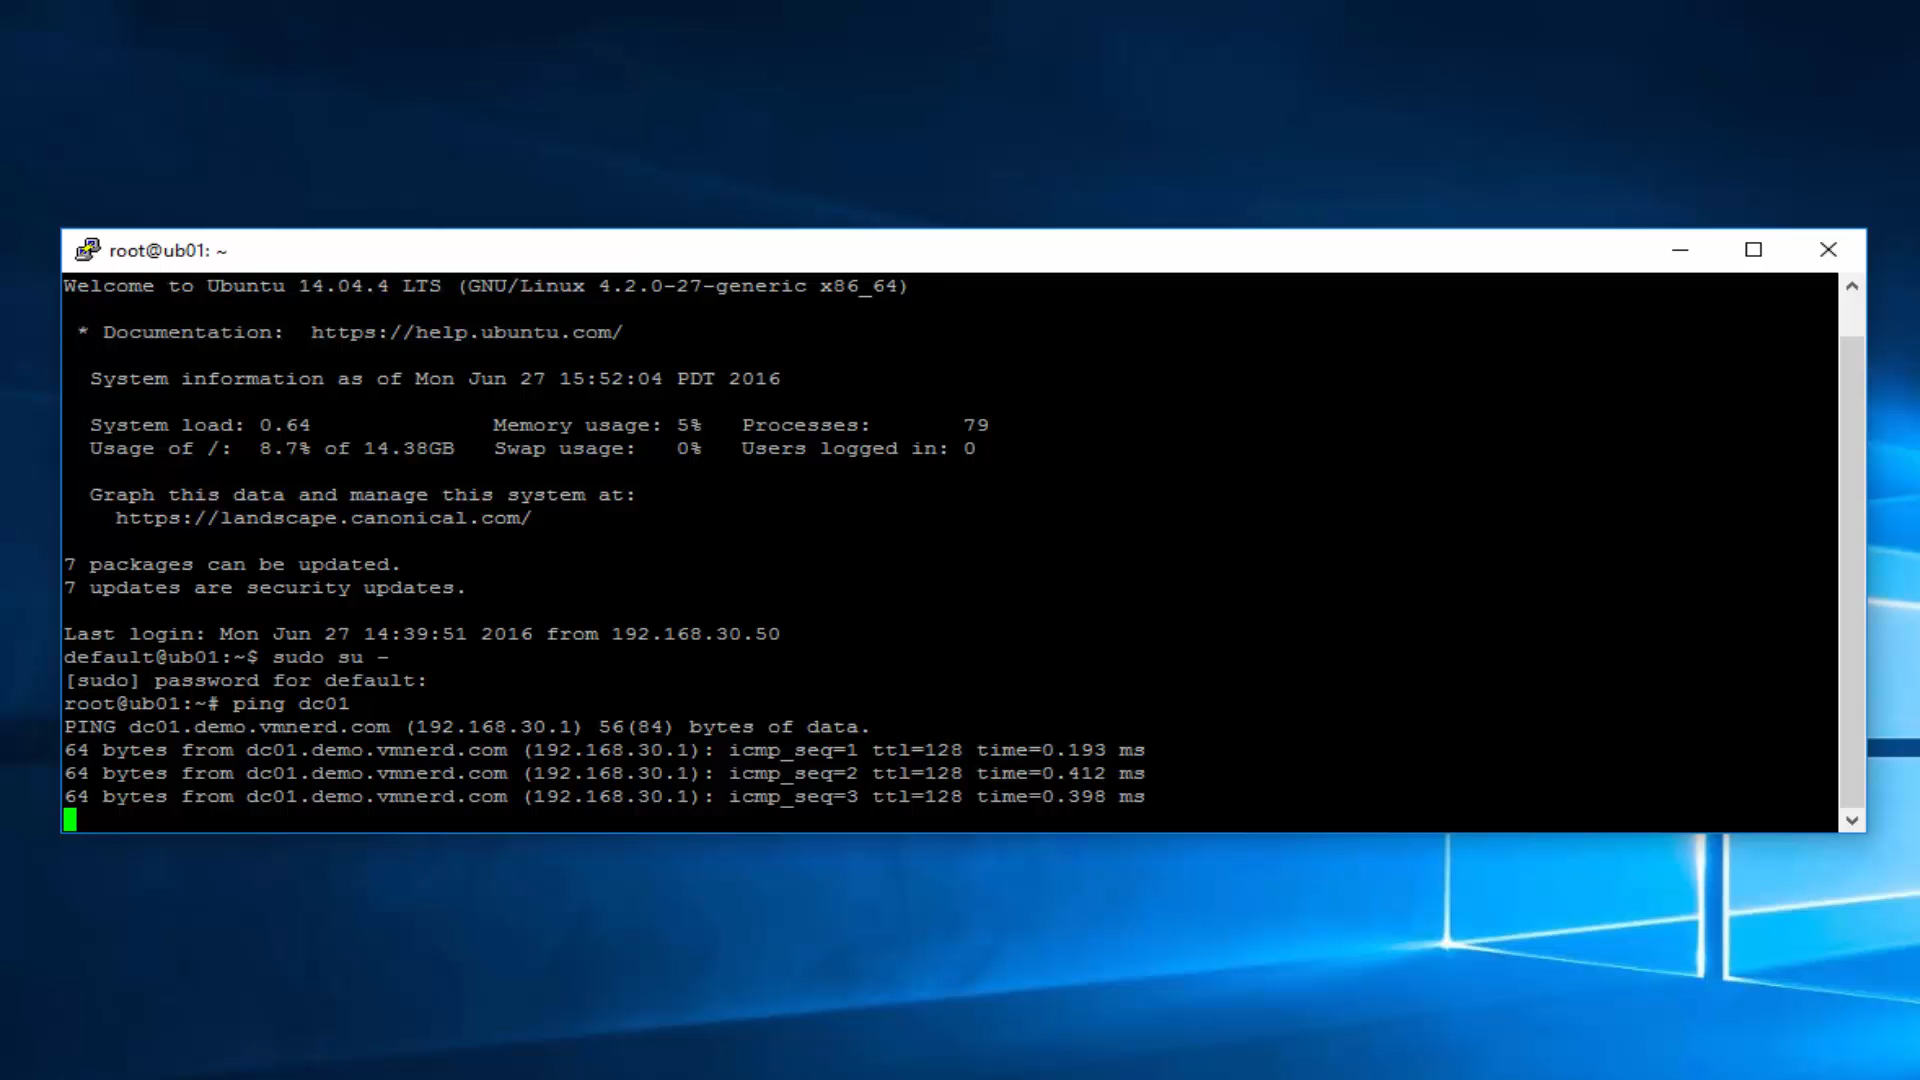 root@ub01: ~
Welcome to Ubuntu 14.04.4 LTS (GNU/Linux 4.2.0-27-generic x86_64)
* Documentation:  https://help.ubuntu.com/
System information as of Mon Jun 27 15:52:04 PDT 2016
System load: 0.64              Memory usage: 5%   Processes:       79
Usage of /:  8.7% of 14.38GB   Swap usage:   0%   Users logged in: 0
Graph this data and manage this system at:
https://landscape.canonical.com/
7 packages can be updated.
7 updates are security updates.
Last login: Mon Jun 27 14:39:51 2016 from 192.168.30.50
default@ub01:~$ sudo su -
[sudo] password for default:
root@ub01:~# ping dc01
PING dc01.demo.vmnerd.com (192.168.30.1) 56(84) bytes of data.
64 bytes from dc01.demo.vmnerd.com (192.168.30.1): icmp_seq=1 ttl=128 time=0.193 ms
64 bytes from dc01.demo.vmnerd.com (192.168.30.1): icmp_seq=2 ttl=128 time=0.412 ms
64 bytes from dc01.demo.vmnerd.com (192.168.30.1): icmp_seq=3 ttl=128 time=0.398 ms